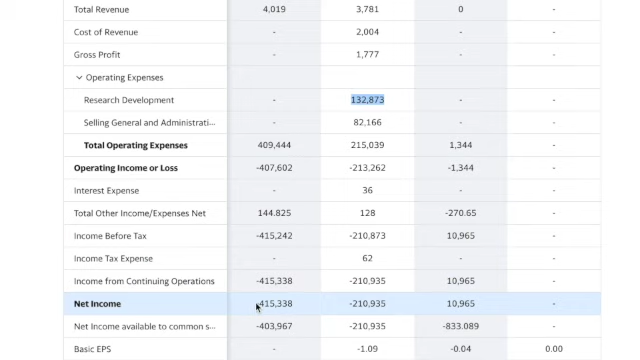 Total Revenue 4,019 3,781 0 -
Cost of Revenue - 2,004 - -
Gross Profit - 1,777 - -
Operating Expenses
Research Development - 132,873 - -
Selling General and Administrati... - 82,166 - -
Total Operating Expenses 409,444 215,039 1,344 -
Operating Income or Loss -407,602 -213,262 -1,344 -
Interest Expense - 36 - -
Total Other Income/Expenses Net 144.825 128 -270.65 -
Income Before Tax -415,242 -210,873 10,965 -
Income Tax Expense - 62 - -
Income from Continuing Operations -415,338 -210,935 10,965 -
Net Income -415,338 -210,935 10,965 -
Net Income available to common s... -403,967 -210,935 -833.089 -
Basic EPS - -1.09 -0.04 0.00